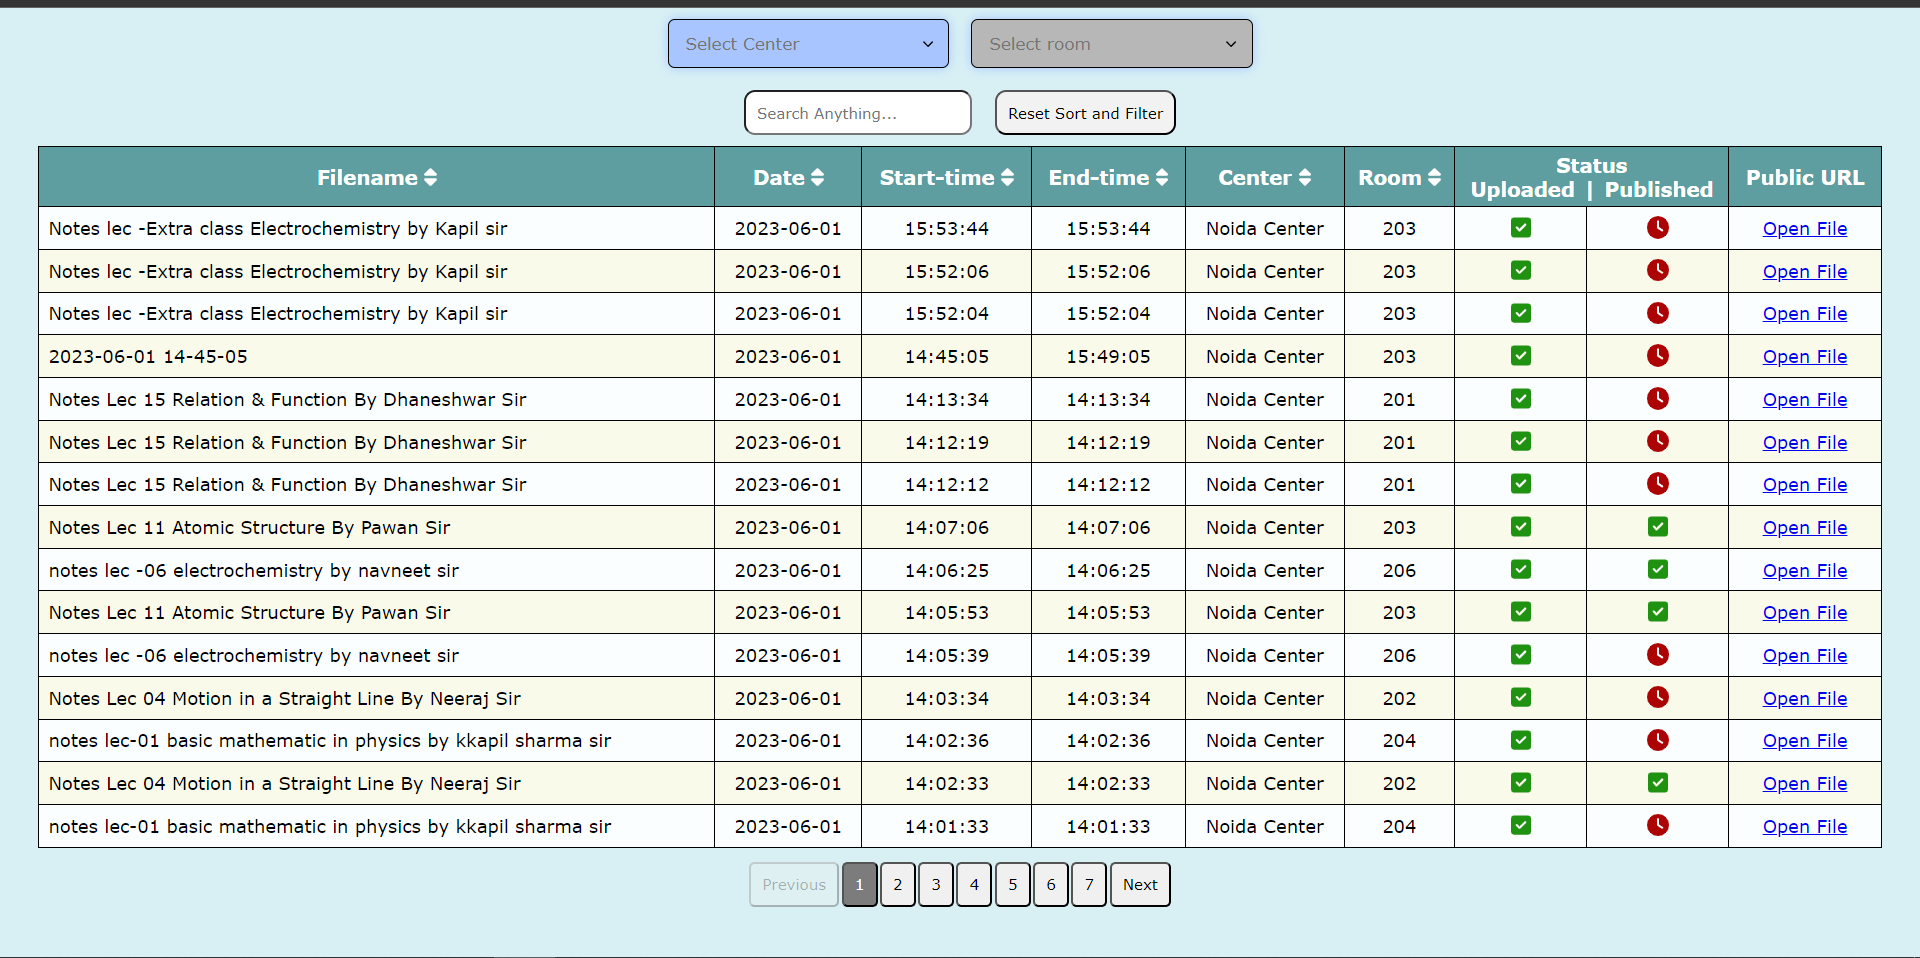 Select Center Select room
Search Anything... Reset Sort and Filter
Filename Date Start-time End-time Center Room Status Uploaded | Published Public URL
Notes lec -Extra class Electrochemistry by Kapil sir 2023-06-01 15:53:44 15:53:44 Noida Center 203 Open File
Notes lec -Extra class Electrochemistry by Kapil sir 2023-06-01 15:52:06 15:52:06 Noida Center 203 Open File
Notes lec -Extra class Electrochemistry by Kapil sir 2023-06-01 15:52:04 15:52:04 Noida Center 203 Open File
2023-06-01 14-45-05 2023-06-01 14:45:05 15:49:05 Noida Center 203 Open File
Notes Lec 15 Relation & Function By Dhaneshwar Sir 2023-06-01 14:13:34 14:13:34 Noida Center 201 Open File
Notes Lec 15 Relation & Function By Dhaneshwar Sir 2023-06-01 14:12:19 14:12:19 Noida Center 201 Open File
Notes Lec 15 Relation & Function By Dhaneshwar Sir 2023-06-01 14:12:12 14:12:12 Noida Center 201 Open File
Notes Lec 11 Atomic Structure By Pawan Sir 2023-06-01 14:07:06 14:07:06 Noida Center 203 Open File
notes lec -06 electrochemistry by navneet sir 2023-06-01 14:06:25 14:06:25 Noida Center 206 Open File
Notes Lec 11 Atomic Structure By Pawan Sir 2023-06-01 14:05:53 14:05:53 Noida Center 203 Open File
notes lec -06 electrochemistry by navneet sir 2023-06-01 14:05:39 14:05:39 Noida Center 206 Open File
Notes Lec 04 Motion in a Straight Line By Neeraj Sir 2023-06-01 14:03:34 14:03:34 Noida Center 202 Open File
notes lec-01 basic mathematic in physics by kkapil sharma sir 2023-06-01 14:02:36 14:02:36 Noida Center 204 Open File
Notes Lec 04 Motion in a Straight Line By Neeraj Sir 2023-06-01 14:02:33 14:02:33 Noida Center 202 Open File
notes lec-01 basic mathematic in physics by kkapil sharma sir 2023-06-01 14:01:33 14:01:33 Noida Center 204 Open File
Previous 1 2 3 4 5 6 7 Next